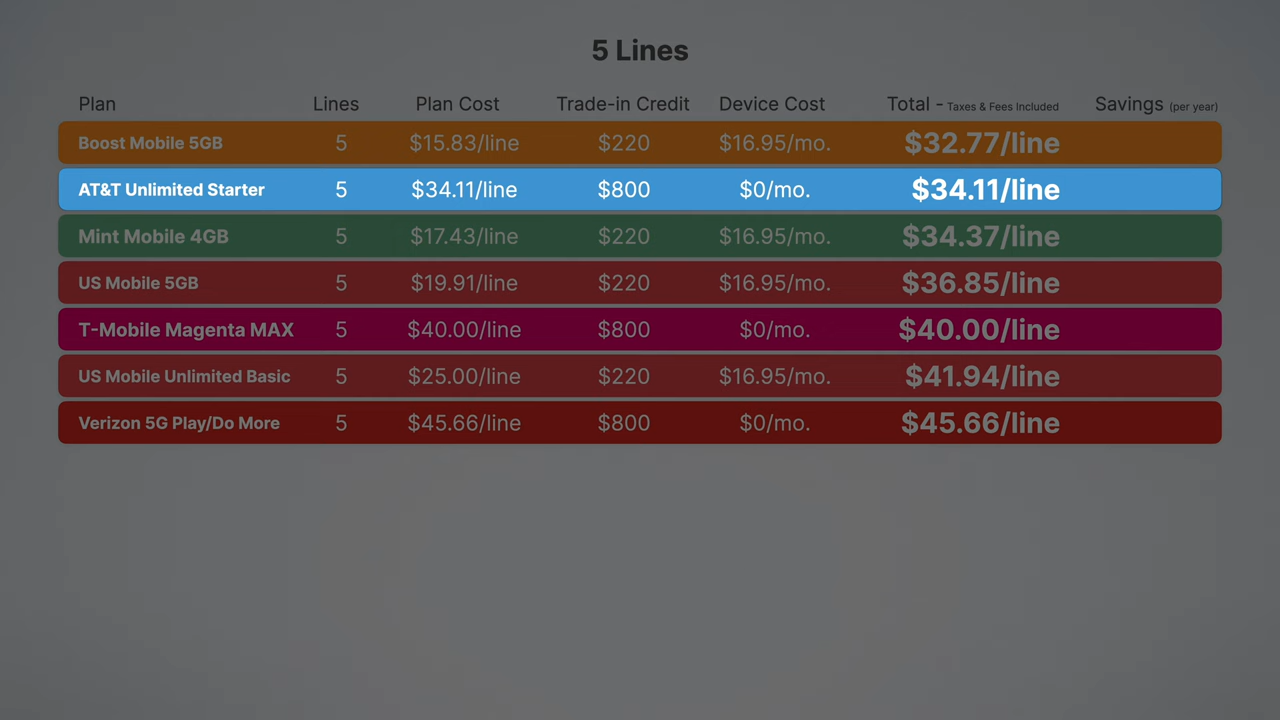 5 Lines
Plan Lines Plan Cost Trade-in Credit Device Cost Total - Taxes & Fees Included Savings (per year)
Boost Mobile 5GB 5 $15.83/line $220 $16.95/mo. $32.77/line
AT&T Unlimited Starter 5 $34.11/line $800 $0/mo. $34.11/line
Mint Mobile 4GB 5 $17.43/line $220 $16.95/mo. $34.37/line
US Mobile 5GB 5 $19.91/line $220 $16.95/mo. $36.85/line
T-Mobile Magenta MAX 5 $40.00/line $800 $0/mo. $40.00/line
US Mobile Unlimited Basic 5 $25.00/line $220 $16.95/mo. $41.94/line
Verizon 5G Play/Do More 5 $45.66/line $800 $0/mo. $45.66/line